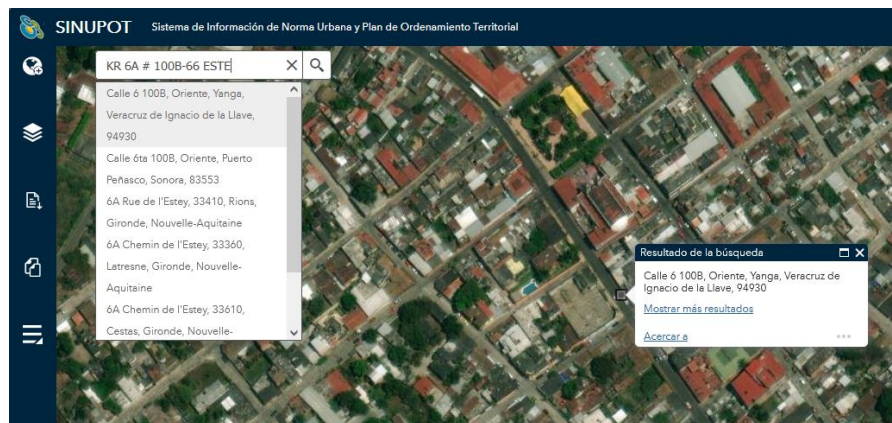 SINUPOT
Sistema de Información de Norma Urbana y Plan de Ordenamiento Territorial
KR 6A # 100B-66 ESTE
Calle 6 100B, Oriente, Yanga,
Veracruz de Ignacio de la Llave,
94930
Calle 6ta 100B, Oriente, Puerto
Peñasco, Sonora, 83553
6A Rue de l'Estey, 33410, Rions,
Gironde, Nouvelle-Aquitaine
6A Chemin de l'Estey, 33360,
Latresne, Gironde, Nouvelle-
Aquitaine
6A Chemin de l'Estey, 33610,
Cestas, Gironde, Nouvelle-
Resultado de la búsqueda
Calle 6 100B, Oriente, Yanga, Veracruz de
Ignacio de la Llave, 94930
Mostrar más resultados
Acercar a